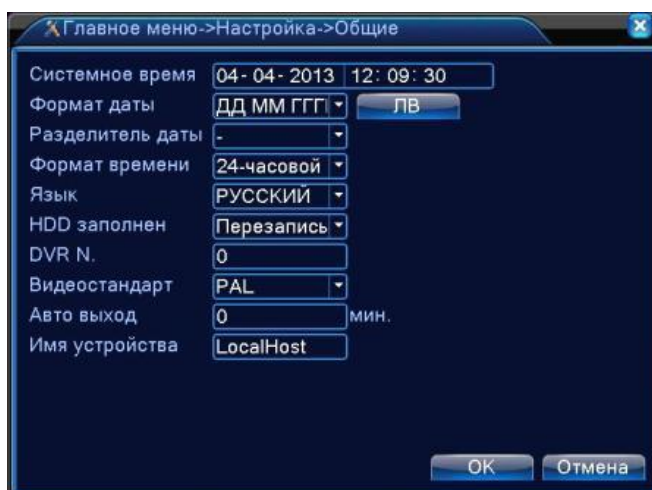 Главное меню->Настройка->Общие
Системное время 04- 04- 2013 12: 09: 30
Формат даты ДД ММ ГГГ ЛВ
Разделитель даты -
Формат времени 24-часовой
Язык РУССКИЙ
HDD заполнен Перезапись
DVR N. 0
Видеостандарт PAL
Авто выход 0 мин.
Имя устройства LocalHost
OK Отмена